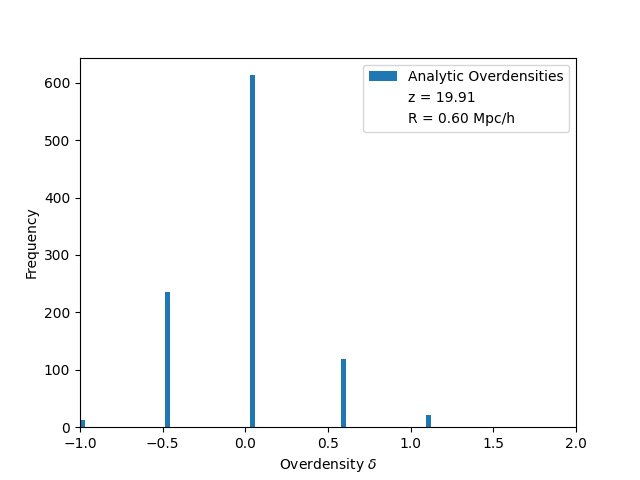 Analytic Overdensities
z = 19.91
R = 0.60 Mpc/h
Frequency
600
500
400
300
200
100
0
−1.0 −0.5 0.0 0.5 1.0 1.5 2.0
Overdensity δ